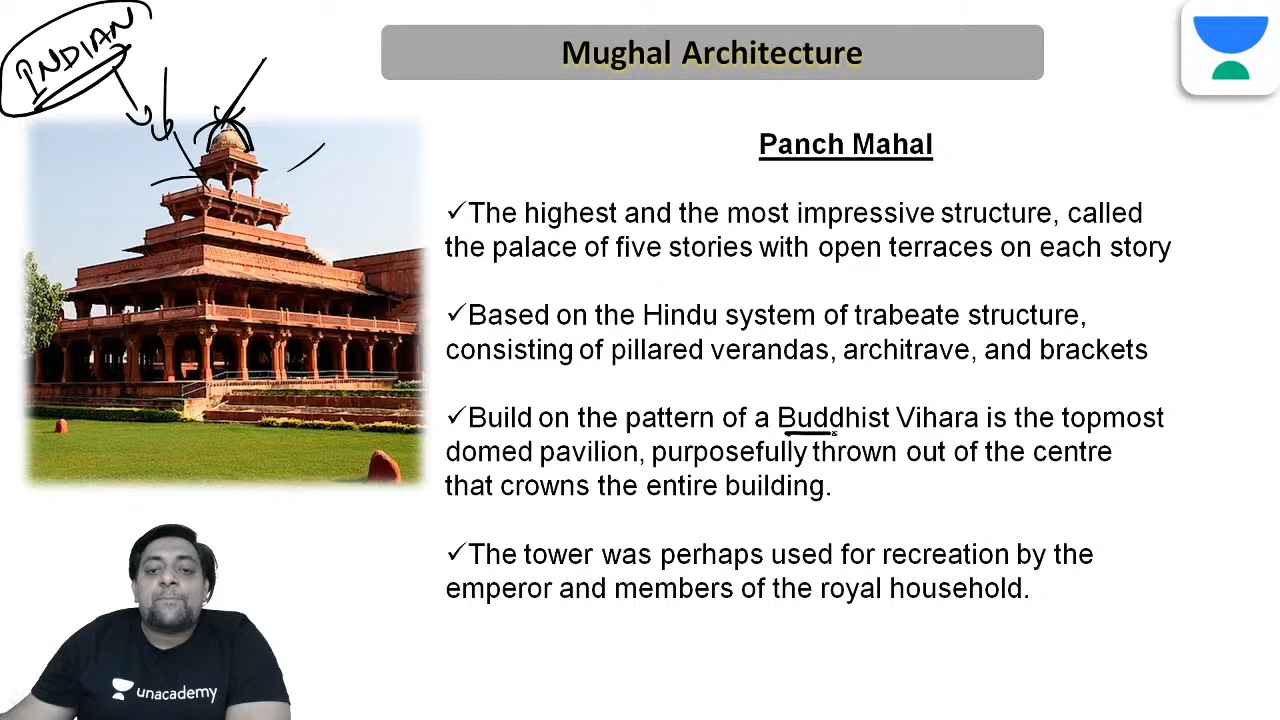 INDIAN
Mughal Architecture
Panch Mahal
✓The highest and the most impressive structure, called
the palace of five stories with open terraces on each story
✓Based on the Hindu system of trabeate structure,
consisting of pillared verandas, architrave, and brackets
✓Build on the pattern of a Buddhist Vihara is the topmost
domed pavilion, purposefully thrown out of the centre
that crowns the entire building.
✓The tower was perhaps used for recreation by the
emperor and members of the royal household.
unacademy